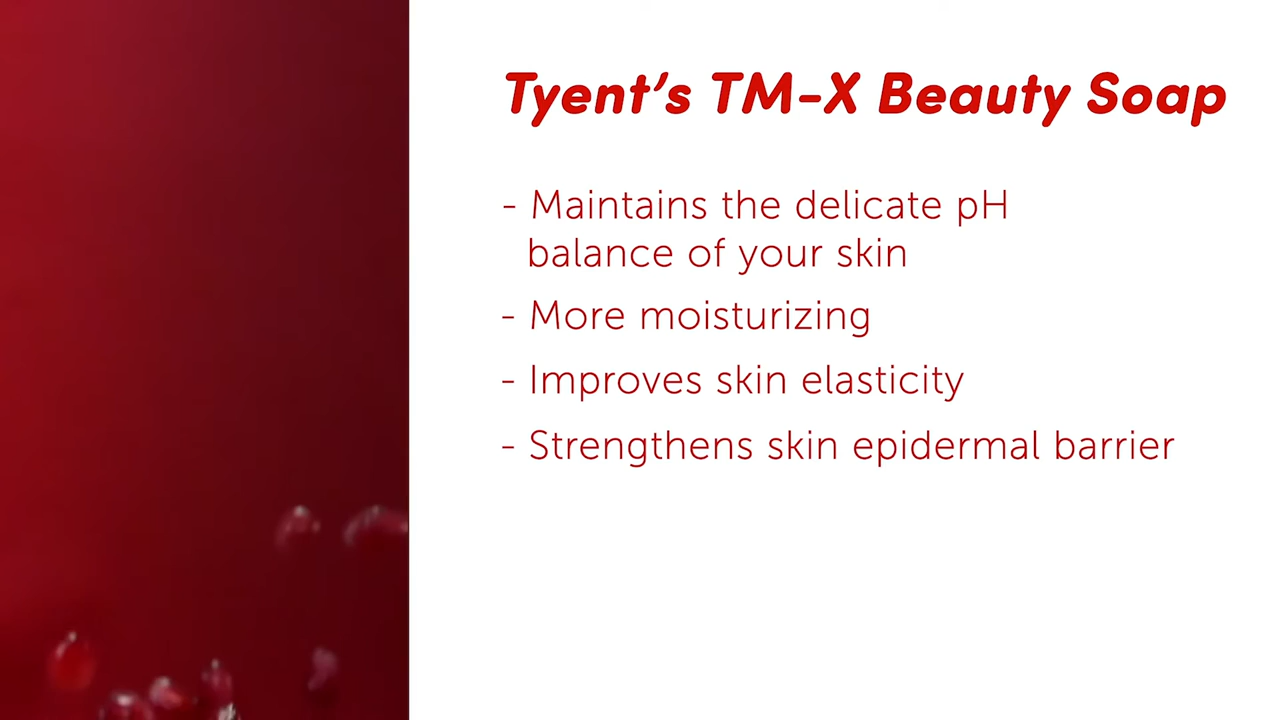 Tyent's TM-X Beauty Soap
- Maintains the delicate pH
balance of your skin
- More moisturizing
- Improves skin elasticity
- Strengthens skin epidermal barrier